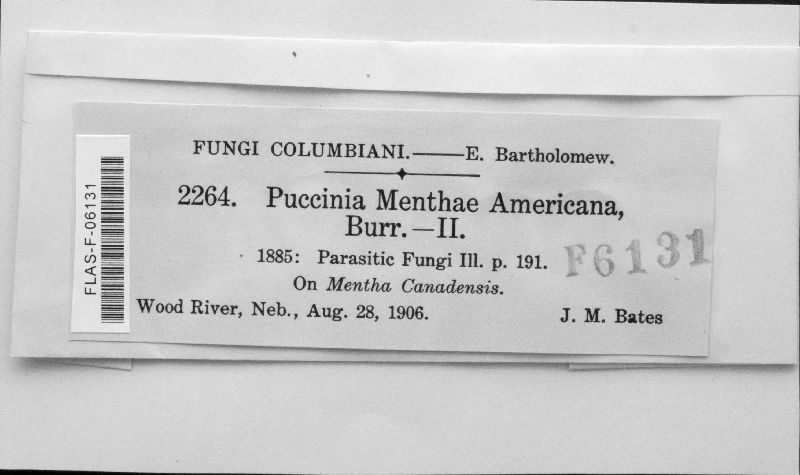 FUNGI COLUMBIANI.——E. Bartholomew.
2264. Puccinia Menthae Americana,
Burr.—II.
1885: Parasitic Fungi Ill. p. 191.
On Mentha Canadensis.
Wood River, Neb., Aug. 28, 1906. J. M. Bates
F6131
FLAS-F-06131